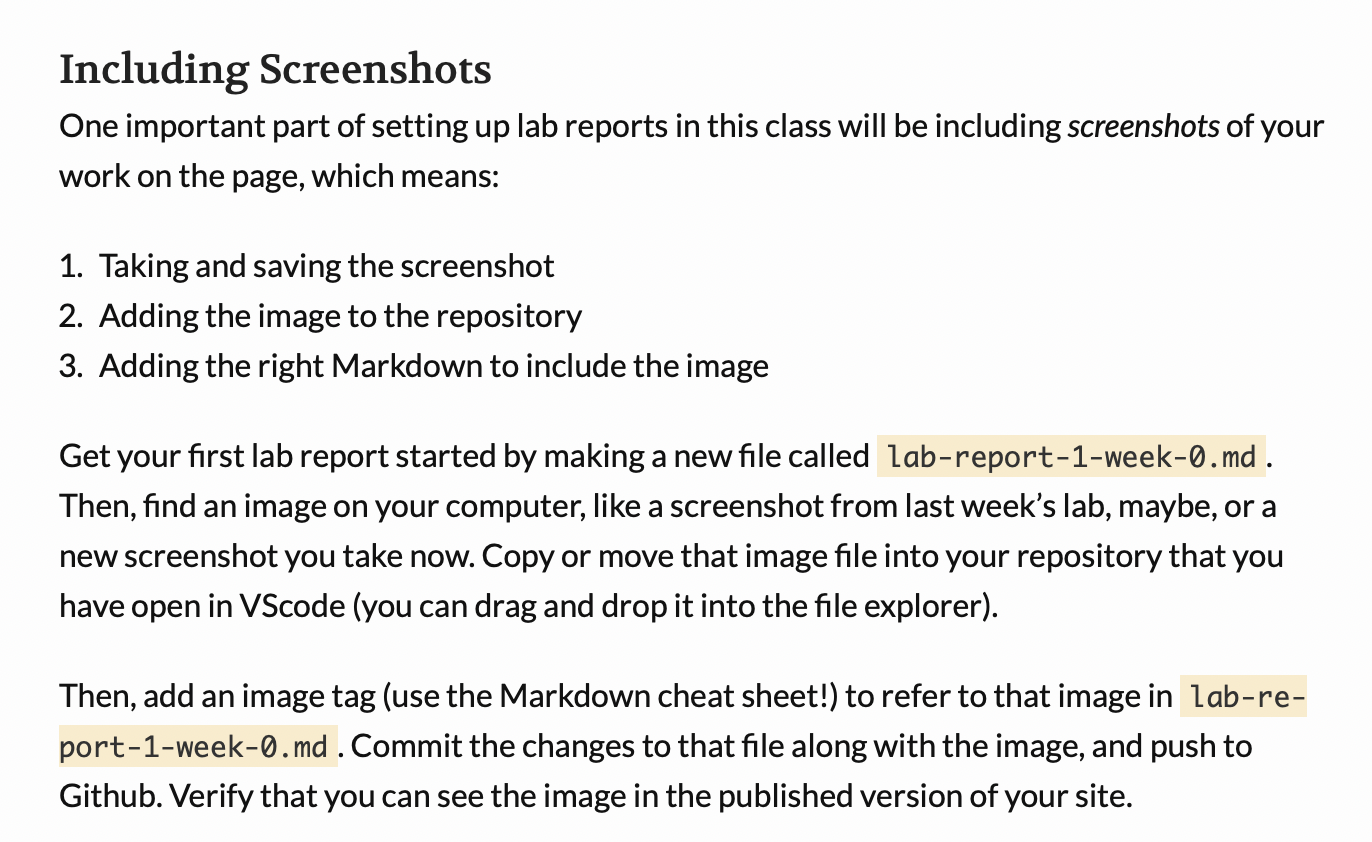 Including Screenshots
One important part of setting up lab reports in this class will be including screenshots of your
work on the page, which means:
1. Taking and saving the screenshot
2. Adding the image to the repository
3. Adding the right Markdown to include the image
Get your first lab report started by making a new file called lab-report-1-week-0.md.
Then, find an image on your computer, like a screenshot from last week’s lab, maybe, or a
new screenshot you take now. Copy or move that image file into your repository that you
have open in VScode (you can drag and drop it into the file explorer).
Then, add an image tag (use the Markdown cheat sheet!) to refer to that image in lab-re-
port-1-week-0.md. Commit the changes to that file along with the image, and push to
Github. Verify that you can see the image in the published version of your site.